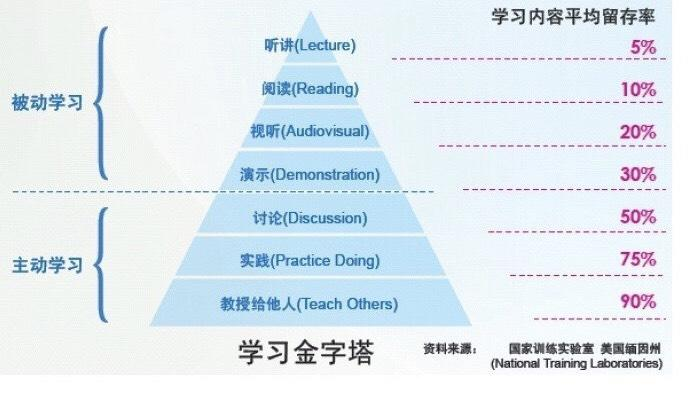 学习内容平均留存率
听讲(Lecture)
5%
阅读(Reading)
10%
被动学习
视听(Audiovisual)
20%
演示(Demonstration)
30%
讨论(Discussion)
50%
主动学习
实践(Practice Doing)
75%
教授给他人(Teach Others)
90%
学习金字塔
资料来源： 国家训练实验室 美国缅因州
(National Training Laboratories)